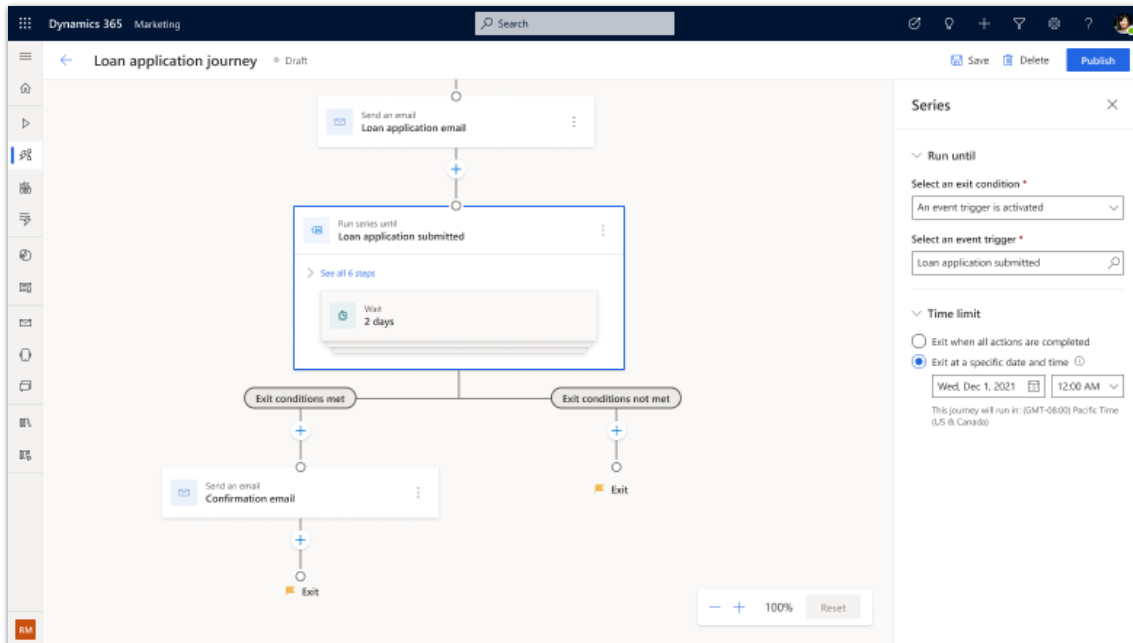 Dynamics 365 Marketing
Search
?
Loan application journey Draft
Save Delete Publish
Send an email
Loan application email
Run series until
Loan application submitted
See all 6 steps
Wait
2 days
Exit conditions met
Exit conditions not met
Send an email
Confirmation email
Exit
Exit
100% Reset
RM
Series
Run until
Select an exit condition *
An event trigger is activated
Select an event trigger *
Loan application submitted
Time limit
Exit when all actions are completed
Exit at a specific date and time
Wed, Dec 1, 2021 12:00 AM
This journey will run in: (GMT-08:00) Pacific Time
(US & Canada)